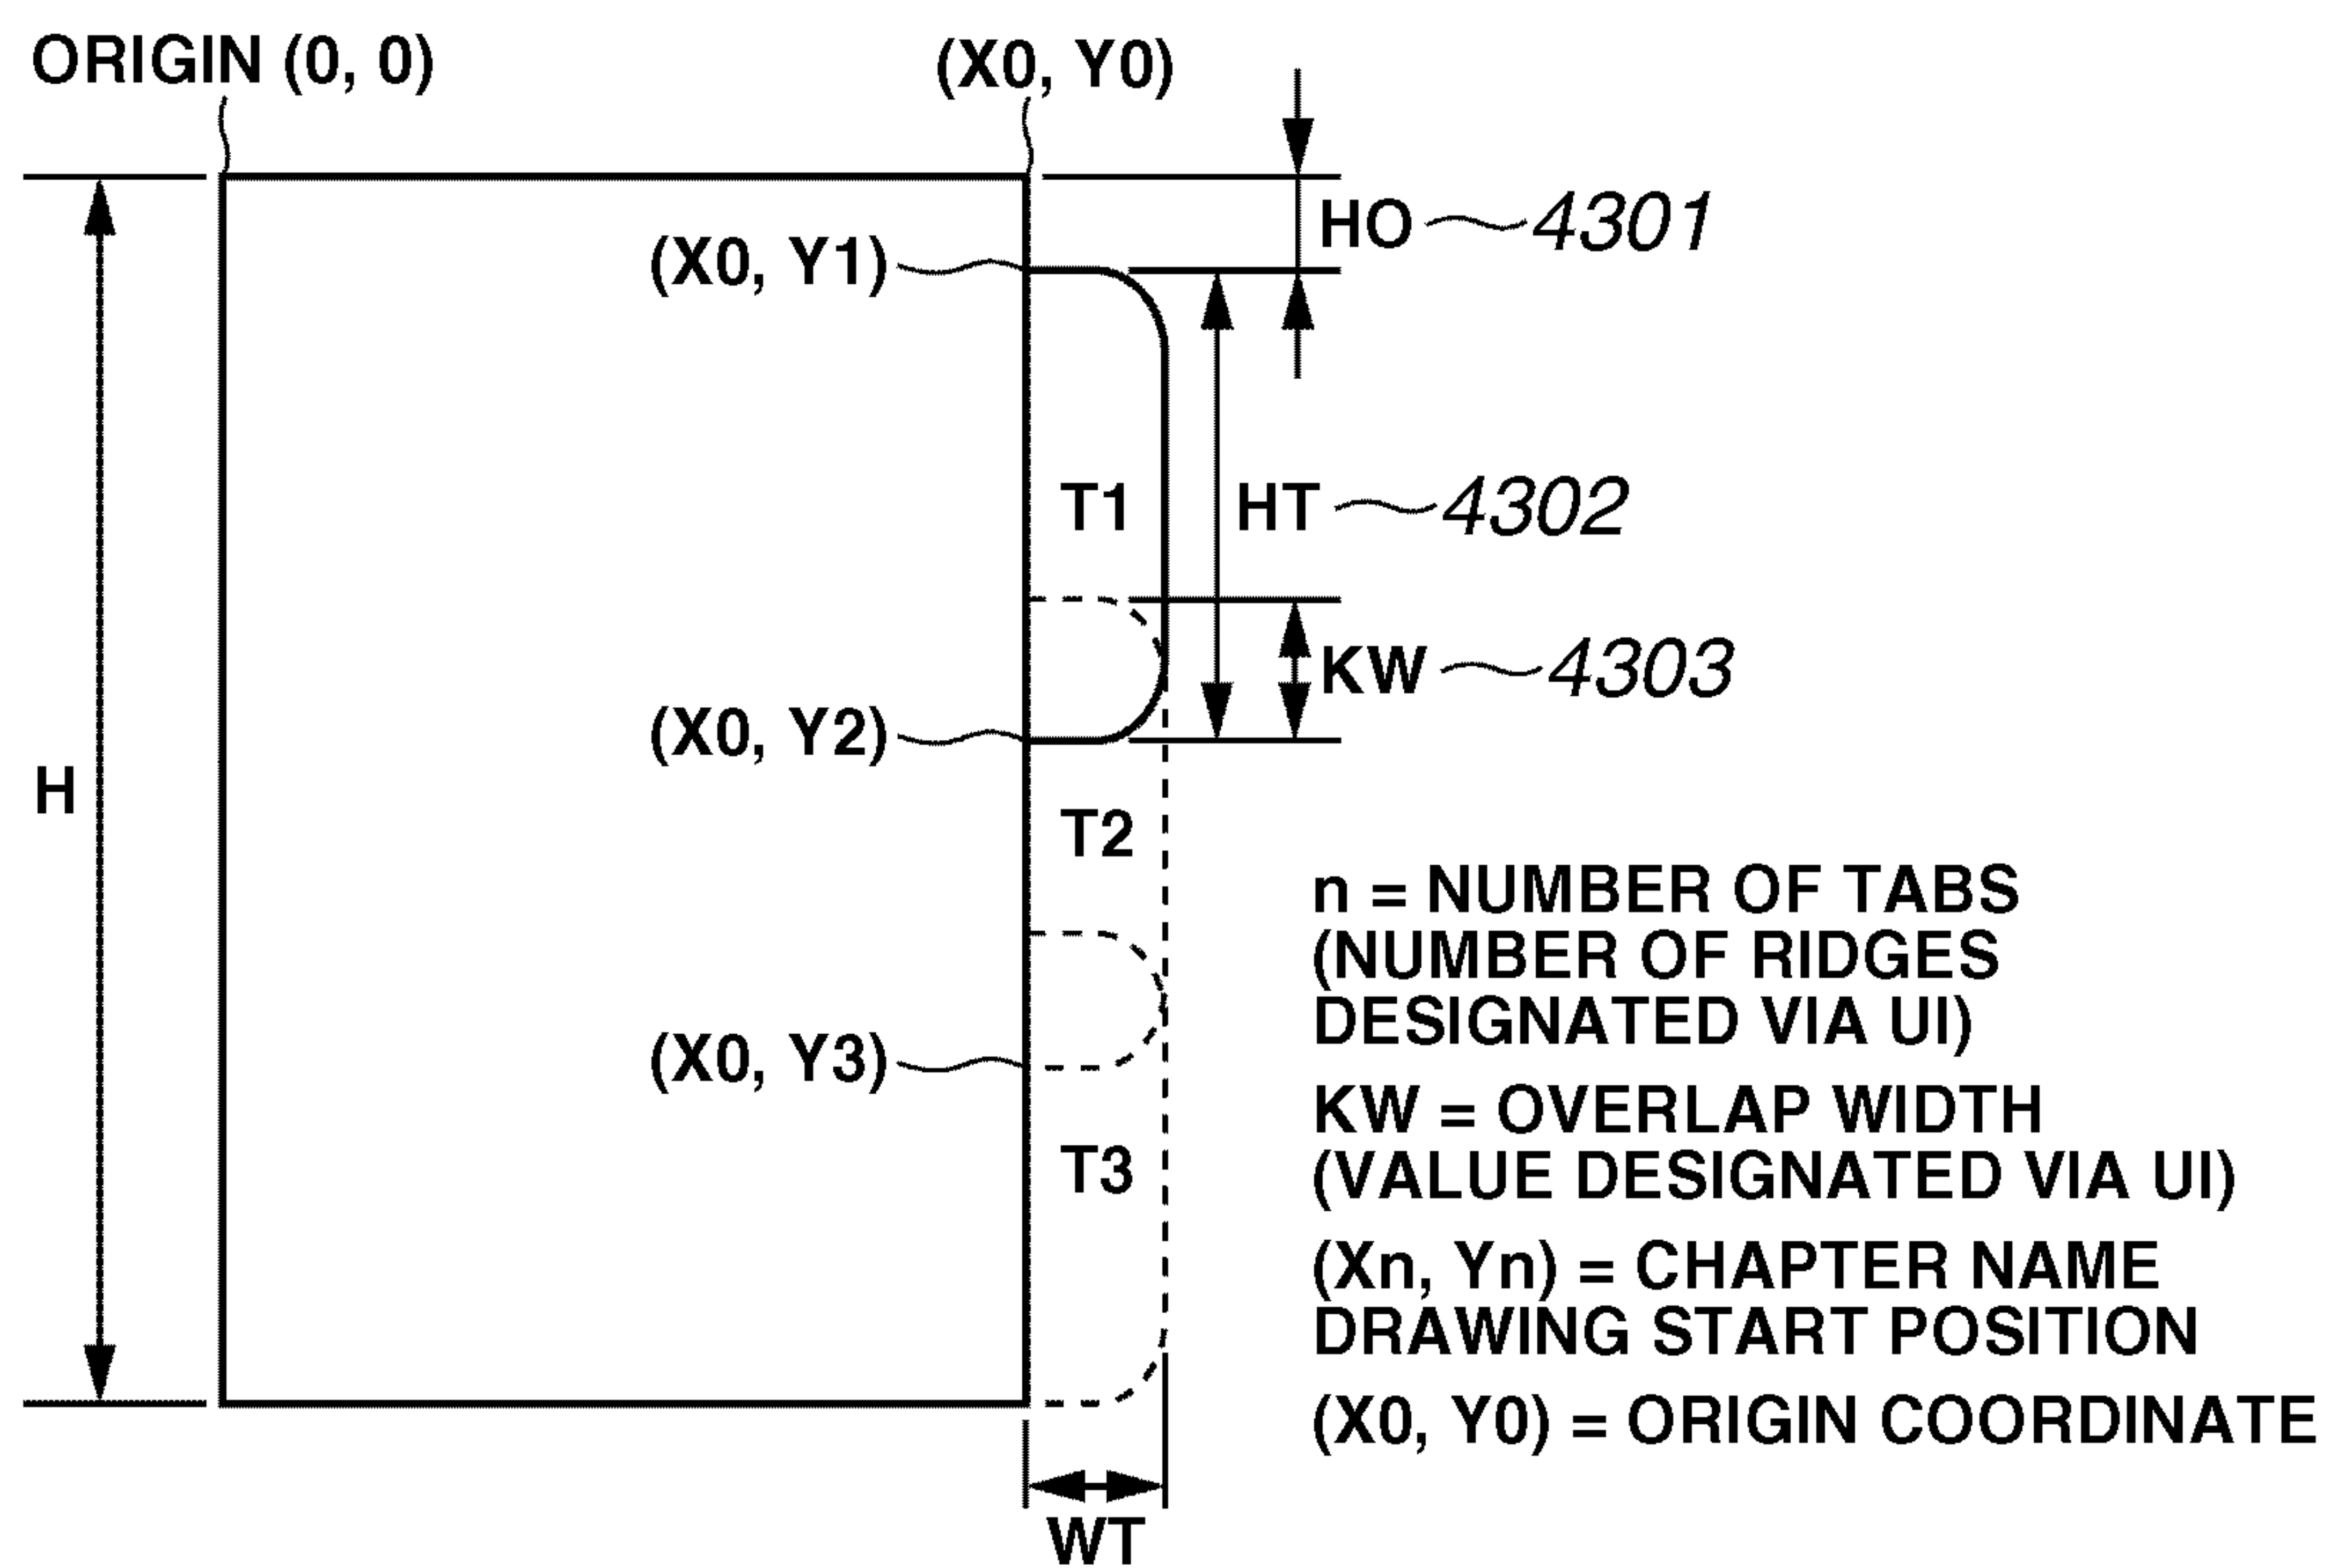 ORIGIN (0, 0)
(X0, Y0)
HO 4301
(X0, Y1)
T1
HT 4302
KW 4303
(X0, Y2)
H
T2
(X0, Y3)
T3
WT
n = NUMBER OF TABS
(NUMBER OF RIDGES
DESIGNATED VIA UI)
KW = OVERLAP WIDTH
(VALUE DESIGNATED VIA UI)
(Xn, Yn) = CHAPTER NAME
DRAWING START POSITION
(X0, Y0) = ORIGIN COORDINATE